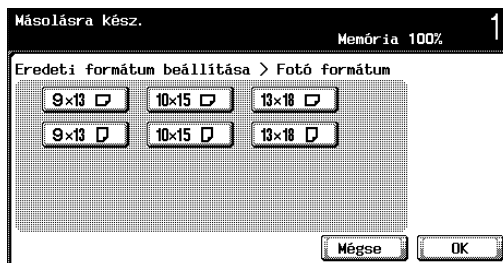 Másolásra kész.
1
Memória 100%
Eredeti formátum beállítása > Fotó formátum
9×13 10×15 13×18
9×13 10×15 13×18
Mégse OK